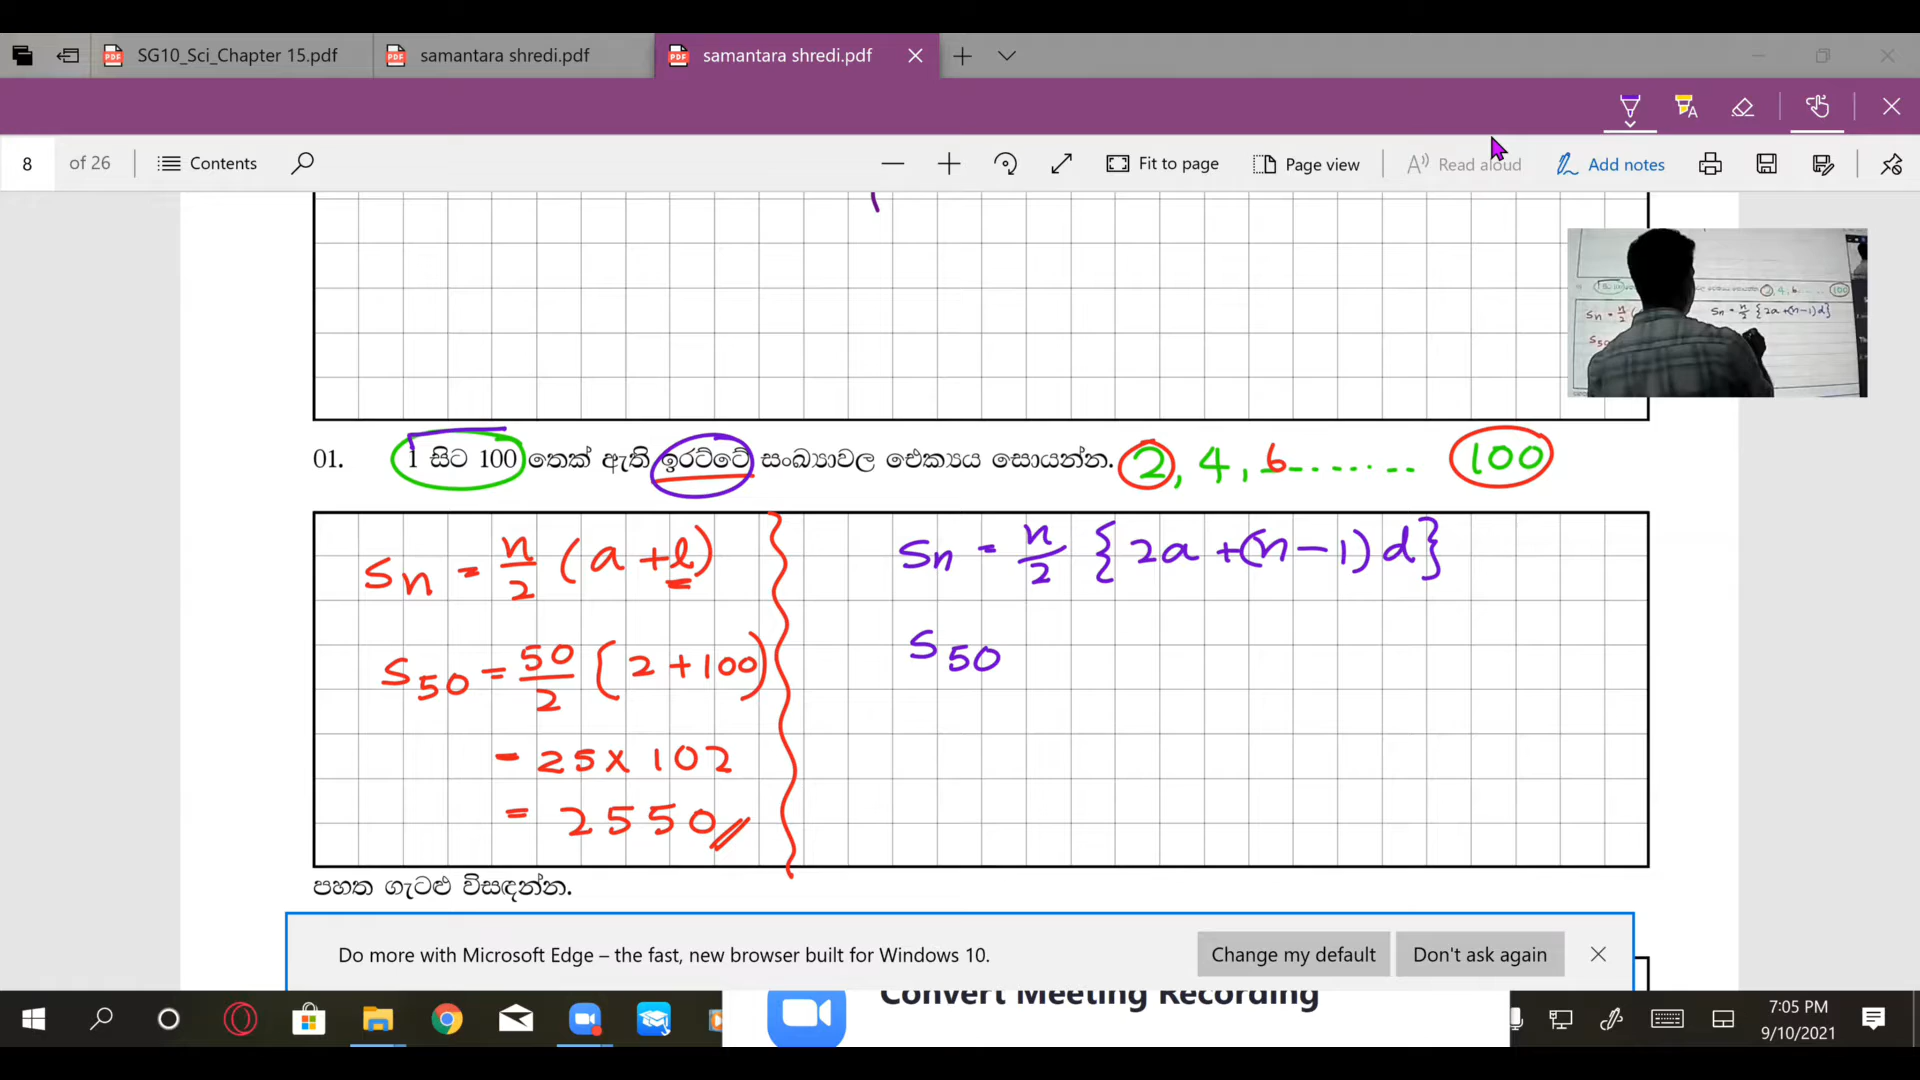 SG10_Sci_Chapter 15.pdf samantara shredi.pdf samantara shredi.pdf
8 of 26 Contents Fit to page Page view Read aloud Add notes
01. 1 සිට 100 තෙක් ඇති ඉරට්ටේ සංඛ්‍යාවල ඓක්‍යය සොයන්න. 2, 4, 6....... 100
Sn = n/2 (a + l)
S50 = 50/2 (2 + 100)
= 25 x 102
= 2550//
Sn = n/2 {2a + (n - 1) d}
S50
පහත ගැටළු විසඳන්න.
Do more with Microsoft Edge – the fast, new browser built for Windows 10. Change my default Don't ask again
Convert Meeting Recording
7:05 PM
9/10/2021